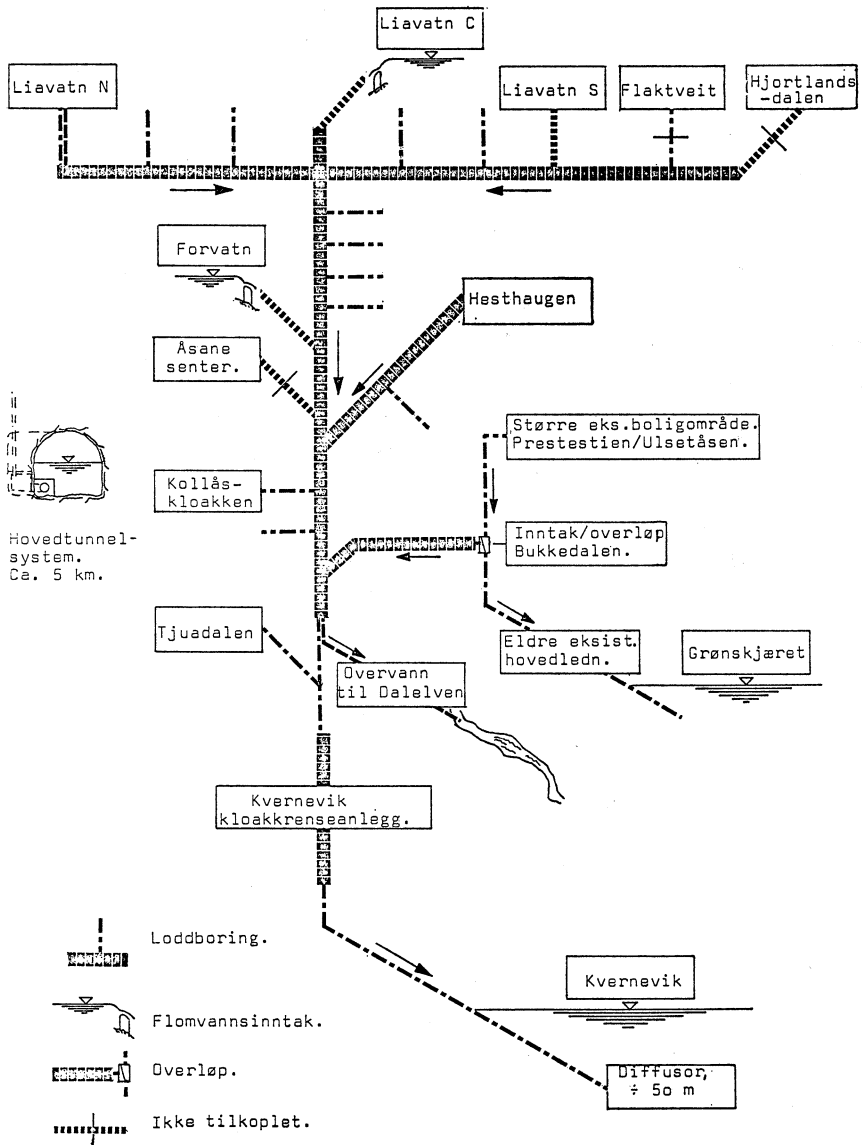 Liavatn C
Liavatn N
Liavatn S
Flaktveit
Hjortlands
-dalen
Forvatn
Hesthaugen
Åsane
senter.
Større eks.boligområde.
Prestestien/Ulsetåsen.
Kollås-
kloakken
Hovedtunnel-
system.
Ca. 5 km.
Inntak/overløp
Bukkedalen.
Tjuadalen
Eldre eksist.
hovedledn.
Grønskjæret
Overvann
til Dalelven
Kvernevik
kloakkrenseanlegg.
Loddboring.
Kvernevik
Flomvannsinntak.
Overløp.
Diffusor,
÷ 5o m
Ikke tilkoplet.